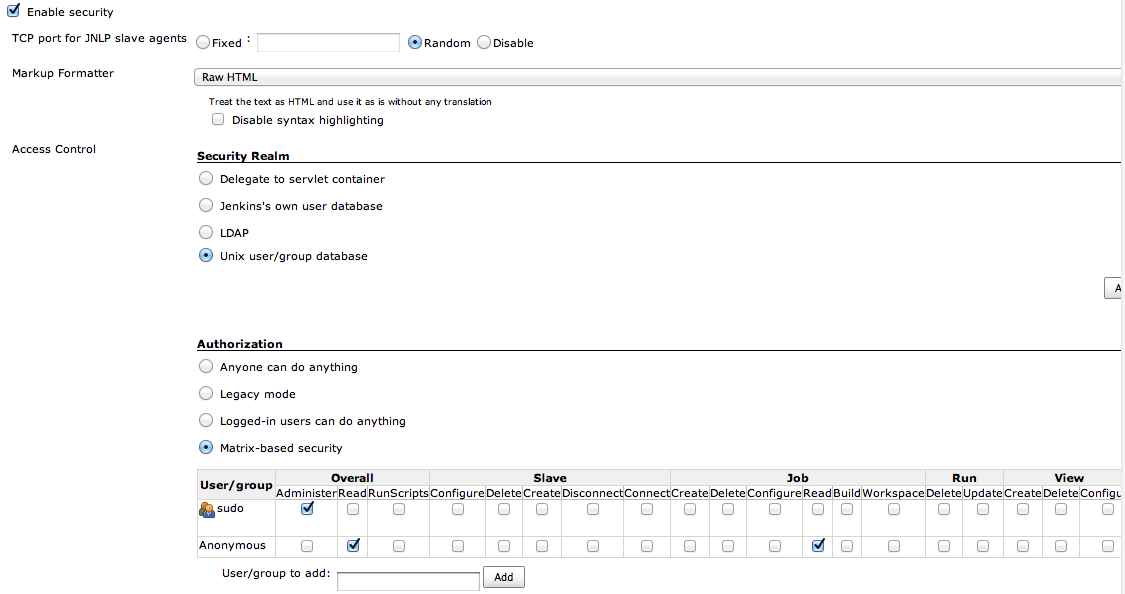 Enable security
TCP port for JNLP slave agents Fixed : Random Disable
Markup Formatter Raw HTML
Treat the text as HTML and use it as is without any translation
Disable syntax highlighting
Access Control
Security Realm
Delegate to servlet container
Jenkins's own user database
LDAP
Unix user/group database
A
Authorization
Anyone can do anything
Legacy mode
Logged-in users can do anything
Matrix-based security
User/group Overall Slave Job Run View
Administer Read RunScripts Configure Delete Create Disconnect Connect Create Delete Configure Read Build Workspace Delete Update Create Delete Configu
sudo
Anonymous
User/group to add: Add